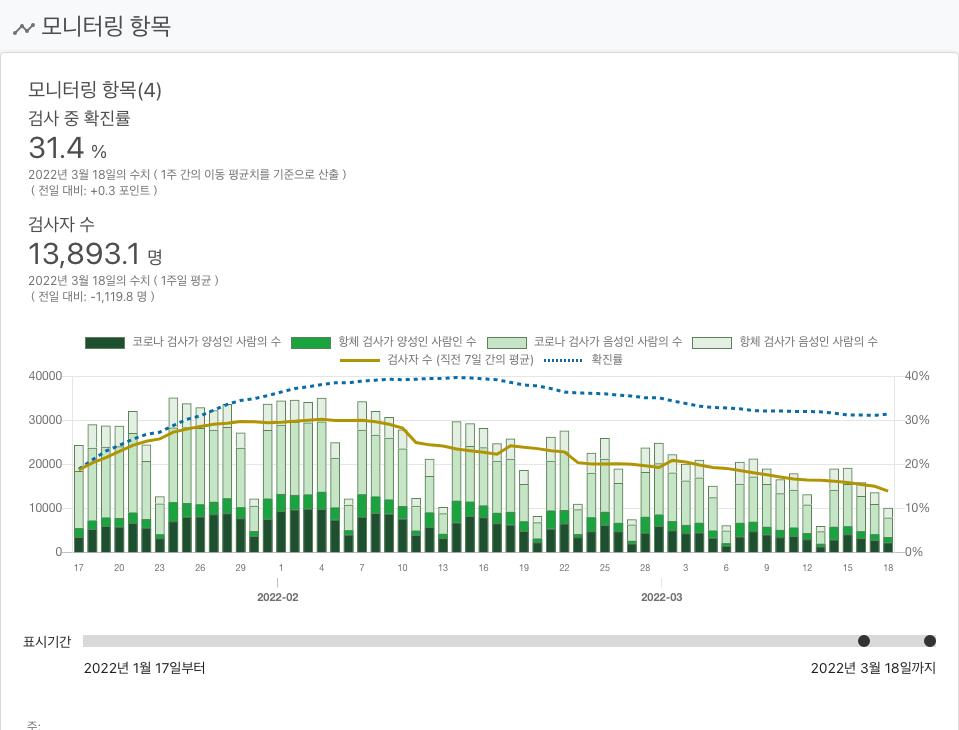 모니터링 항목
모니터링 항목(4)
검사 중 확진률
31.4 %
2022년 3월 18일의 수치 ( 1주 간의 이동 평균치를 기준으로 산출 )
( 전일 대비: +0.3 포인트 )
검사자 수
13,893.1 명
2022년 3월 18일의 수치 ( 1주일 평균 )
( 전일 대비: -1,119.8 명 )
코로나 검사가 양성인 사람의 수 항체 검사가 양성인 사람인 수 코로나 검사가 음성인 사람의 수 항체 검사가 음성인 사람의 수
검사자 수 (직전 7일 간의 평균) 확진률
40000 40%
30000 30%
20000 20%
10000 10%
0 0%
17 20 23 26 29 1 4 7 10 13 16 19 22 25 28 3 6 9 12 15 18
2022-02 2022-03
표시기간
2022년 1월 17일부터 2022년 3월 18일까지
주: